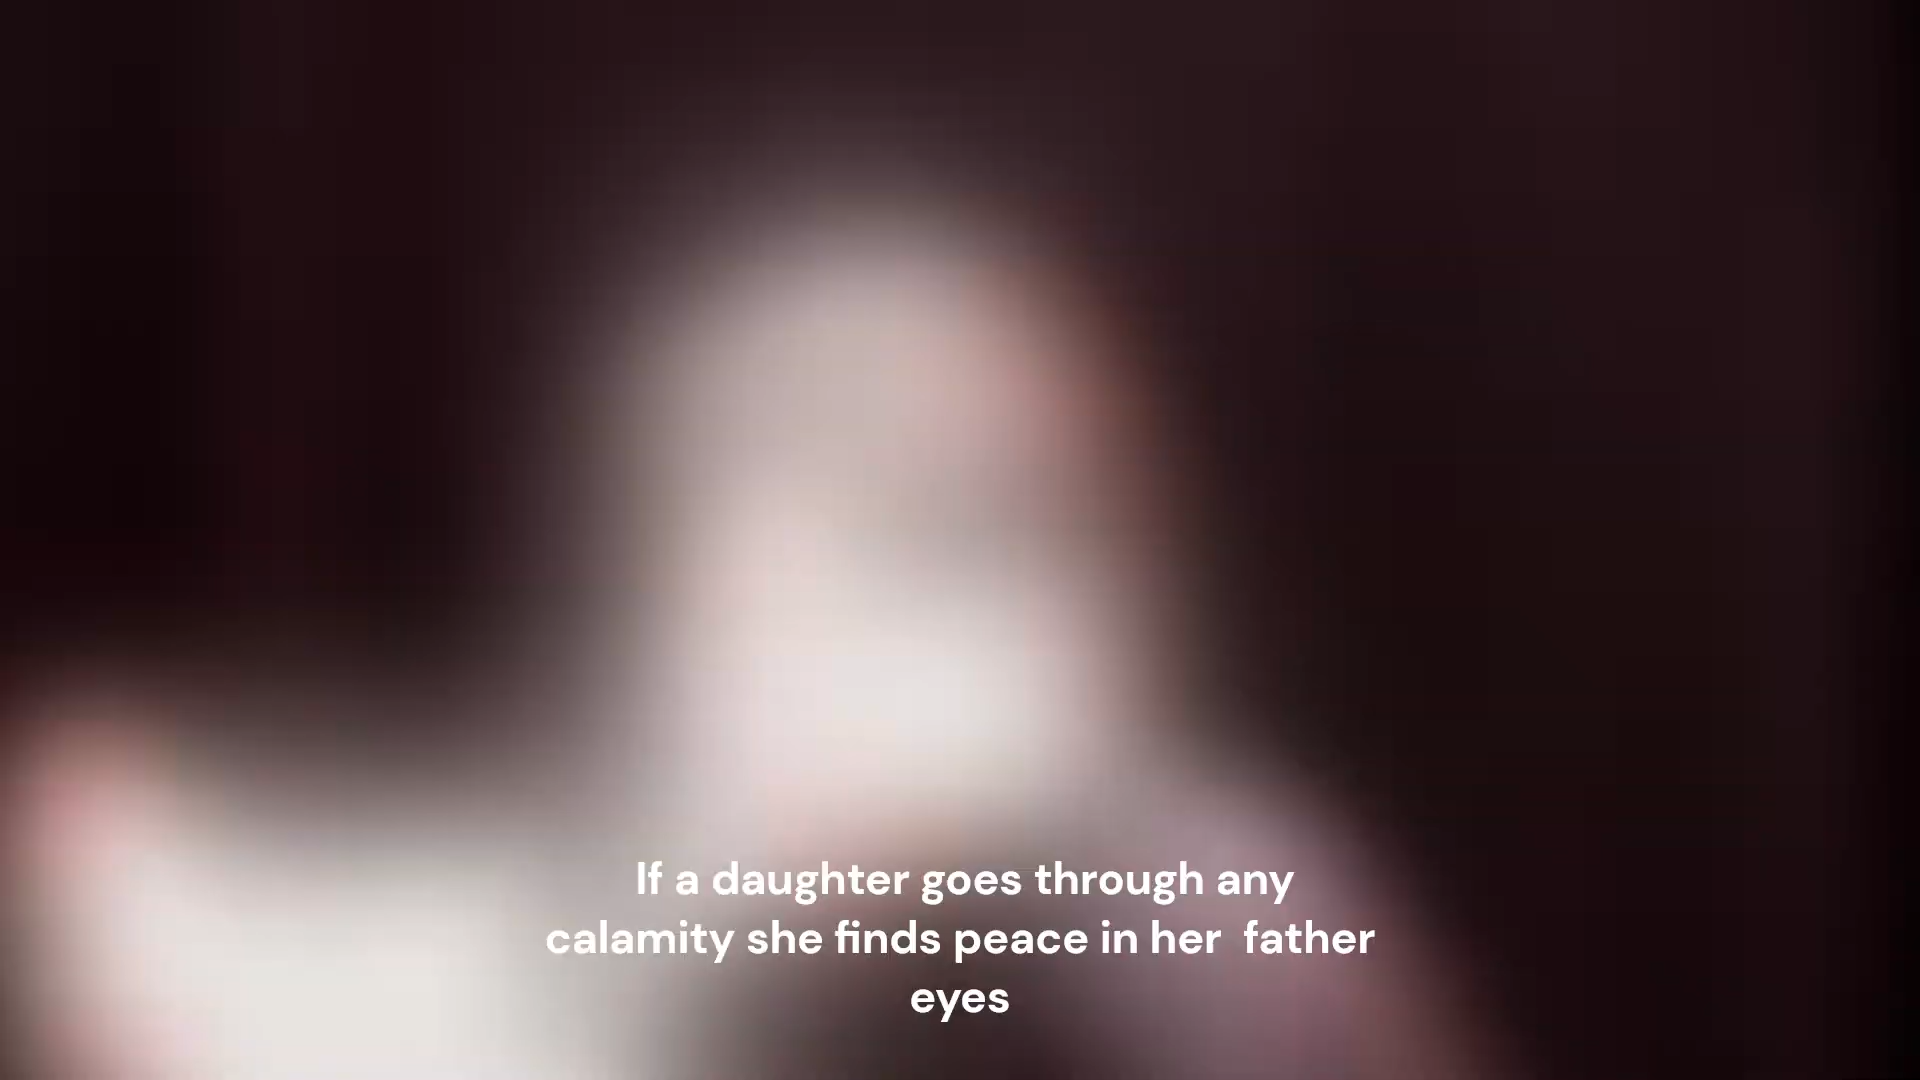 If a daughter goes through any
calamity she finds peace in her father
eyes